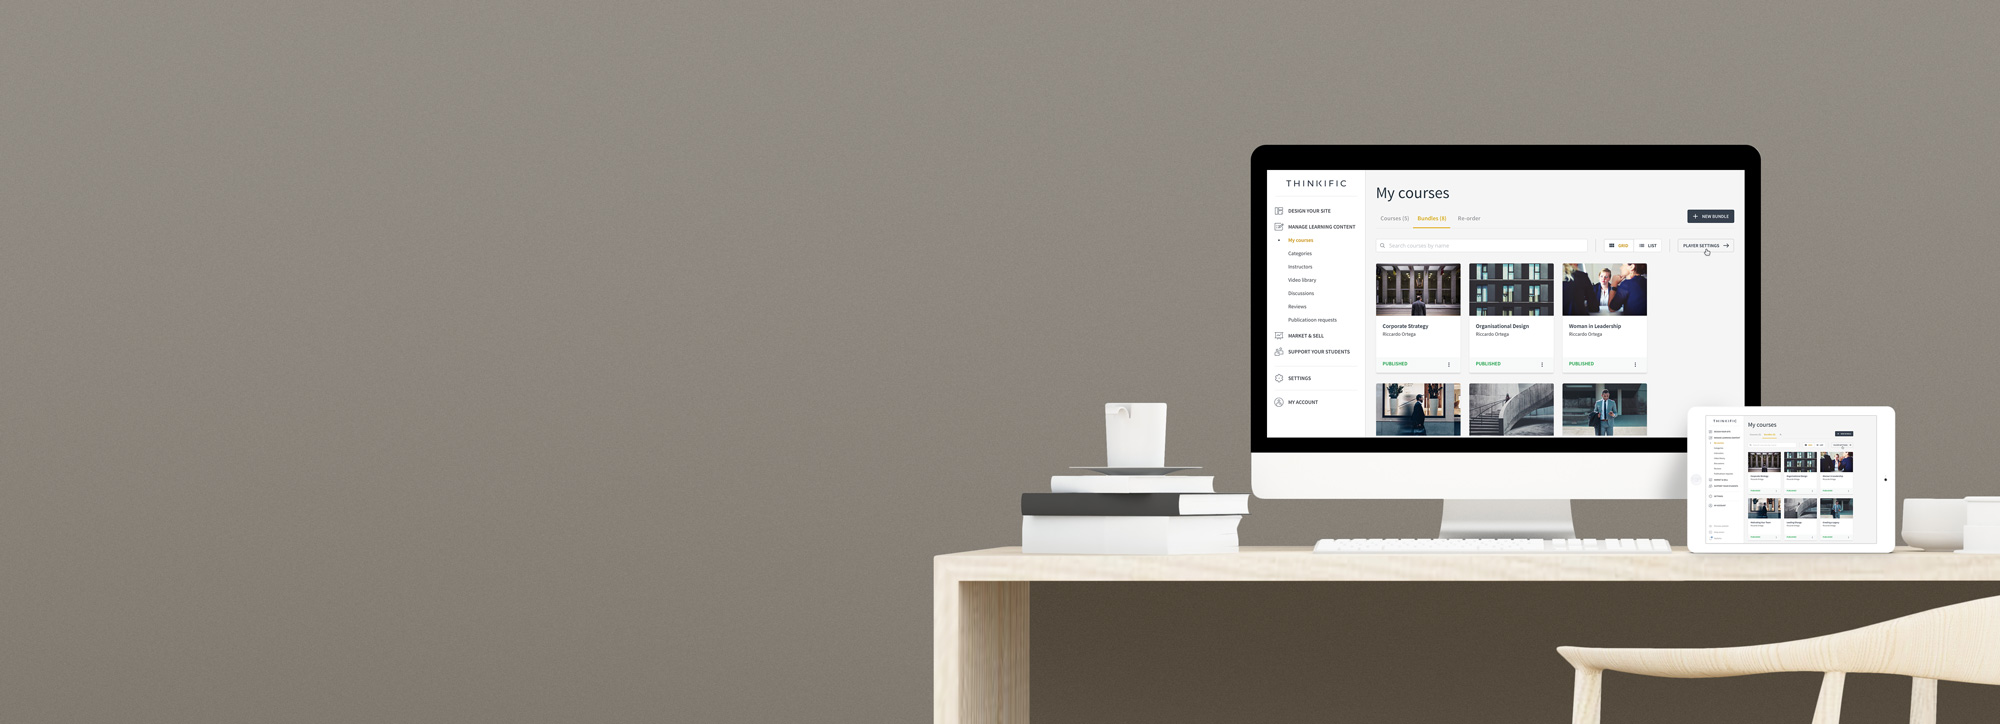 THINKIFIC
DESIGN YOUR SITE
MANAGE LEARNING CONTENT
My courses
Categories
Instructors
Video library
Discussions
Reviews
Publicatioon requests
MARKET & SELL
SUPPORT YOUR STUDENTS
SETTINGS
MY ACCOUNT
My courses
Courses (5) Bundles (8) Re-order
+ NEW BUNDLE
Search courses by name
GRID LIST
PLAYER SETTINGS
Corporate Strategy
Riccardo Ortega
PUBLISHED
Organisational Design
Riccardo Ortega
PUBLISHED
Woman in Leadership
Riccardo Ortega
PUBLISHED
THINKIFIC
My courses